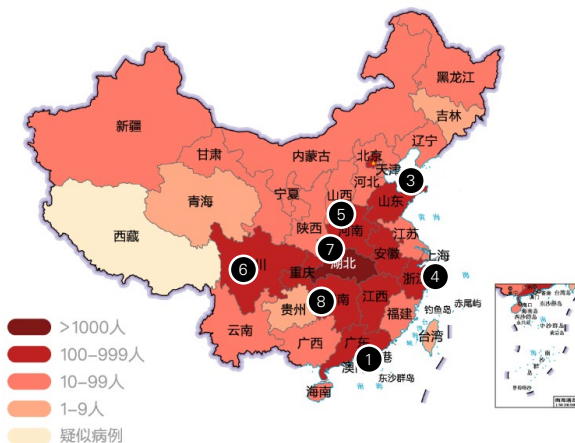 黑龙江
吉林
新疆
辽宁
甘肃
内蒙古
北京
天津
河北
③
山西
宁夏
山东
青海
⑤
河南
陕西
江苏
⑦
西藏
安徽
上海
⑥
川
重庆
湖北
浙江
④
⑧
南
江西
贵州
钓鱼岛
赤尾屿
福建
云南
台湾
广西
广东
①
澳
港
东沙群岛
海南
>1000人
100-999人
10-99人
1-9人
疑似病例